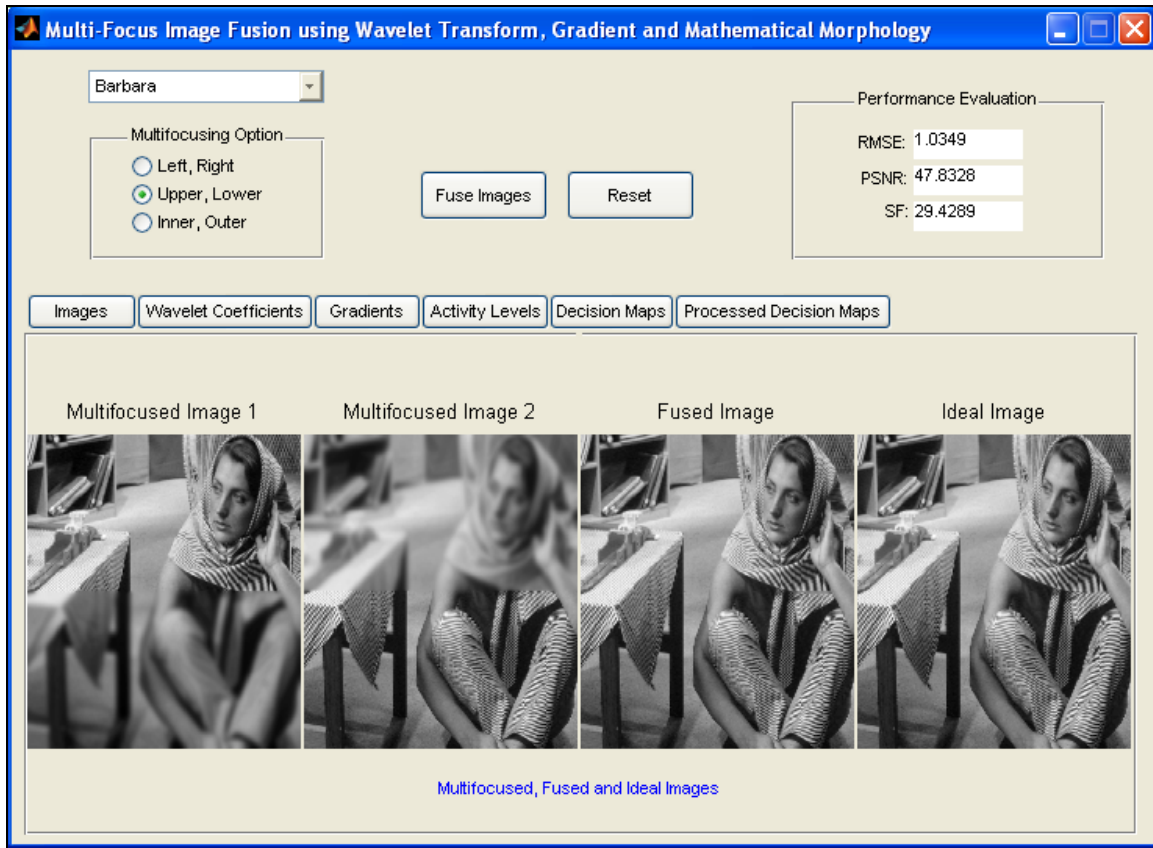 Multi-Focus Image Fusion using Wavelet Transform, Gradient and Mathematical Morphology
Barbara
Multifocusing Option
Left, Right
Upper, Lower
Inner, Outer
Fuse Images
Reset
Performance Evaluation
RMSE: 1.0349
PSNR: 47.8328
SF: 29.4289
Images
Wavelet Coefficients
Gradients
Activity Levels
Decision Maps
Processed Decision Maps
Multifocused Image 1
Multifocused Image 2
Fused Image
Ideal Image
Multifocused, Fused and Ideal Images